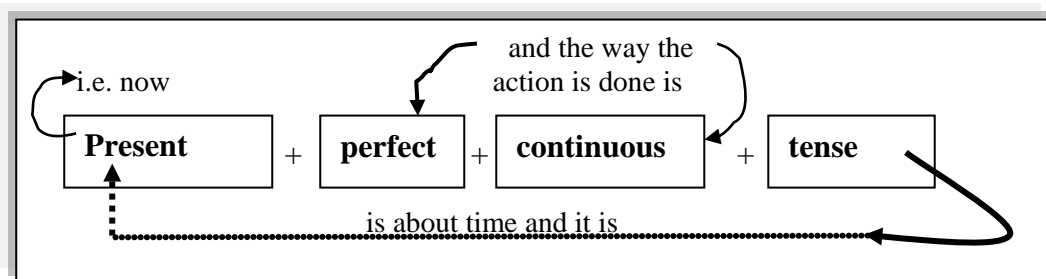 and the way the
i.e. now action is done is
Present + perfect + continuous + tense
is about time and it is